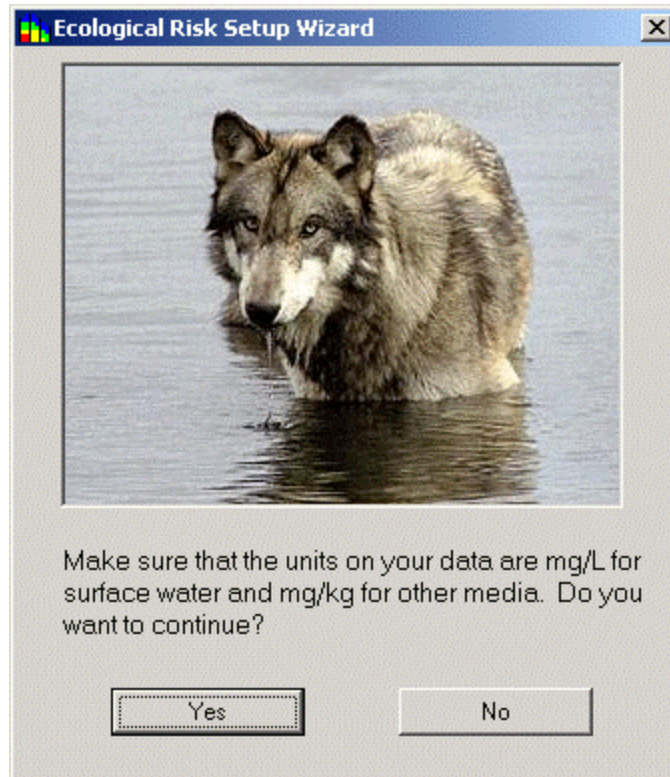 Ecological Risk Setup Wizard
Make sure that the units on your data are mg/L for
surface water and mg/kg for other media.  Do you
want to continue?
Yes
No